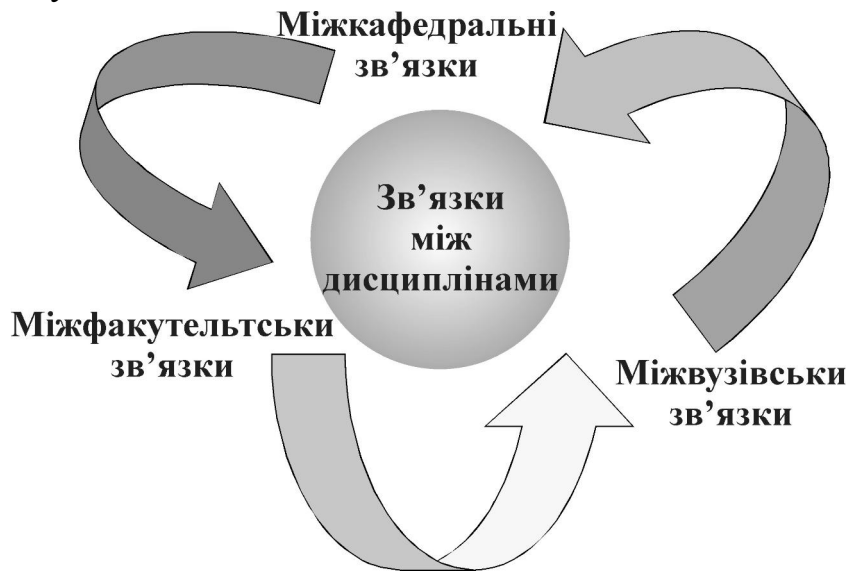 Міжкафедральні
зв’язки
Зв’язки
між
дисциплінами
Міжфакутельтськи
зв’язки
Міжвузівськи
зв’язки